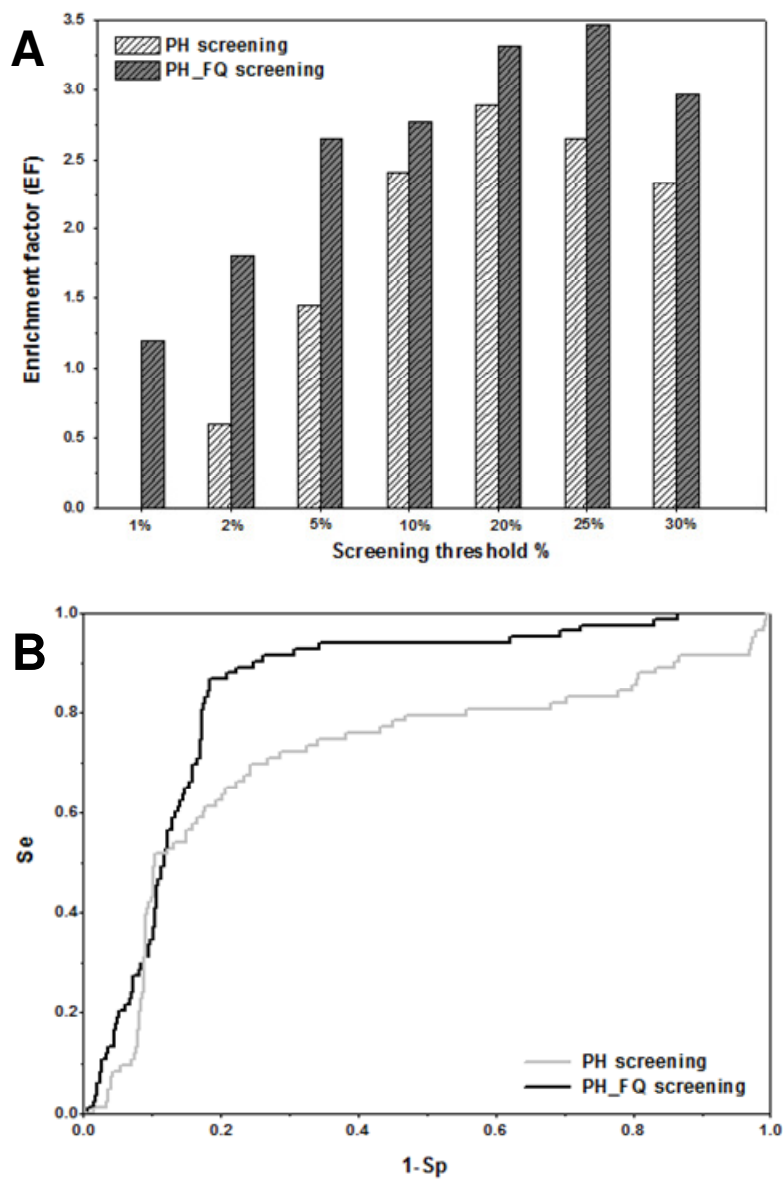 A
PH screening
PH_FQ screening
Enrichment factor (EF)
3.5
3.0
2.5
2.0
1.5
1.0
0.5
0.0
1% 2% 5% 10% 20% 25% 30%
Screening threshold %
B
Se
1.0
0.8
0.6
0.4
0.2
0.0
PH screening
PH_FQ screening
0.0 0.2 0.4 0.6 0.8 1.0
1-Sp